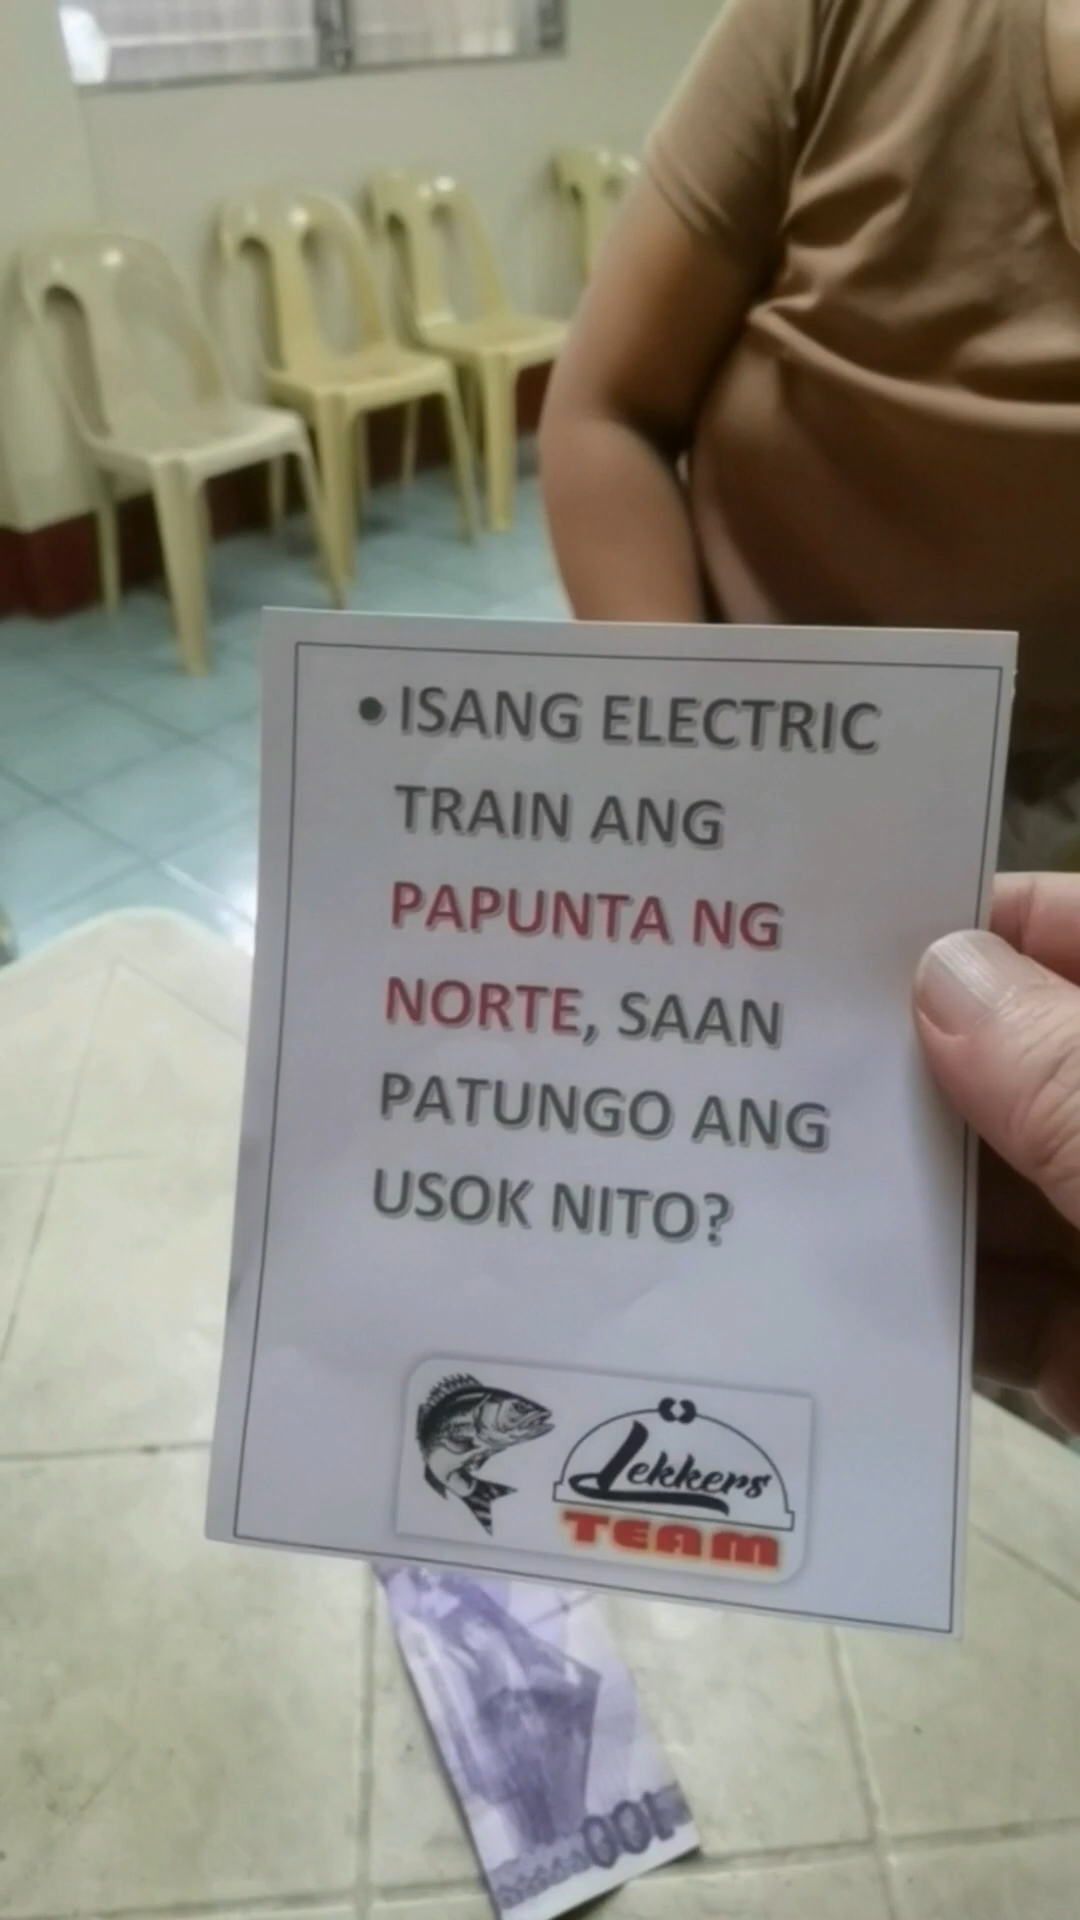 • ISANG ELECTRIC
TRAIN ANG
PAPUNTA NG
NORTE, SAAN
PATUNGO ANG
USOK NITO?
Lekkers
TEAM
100